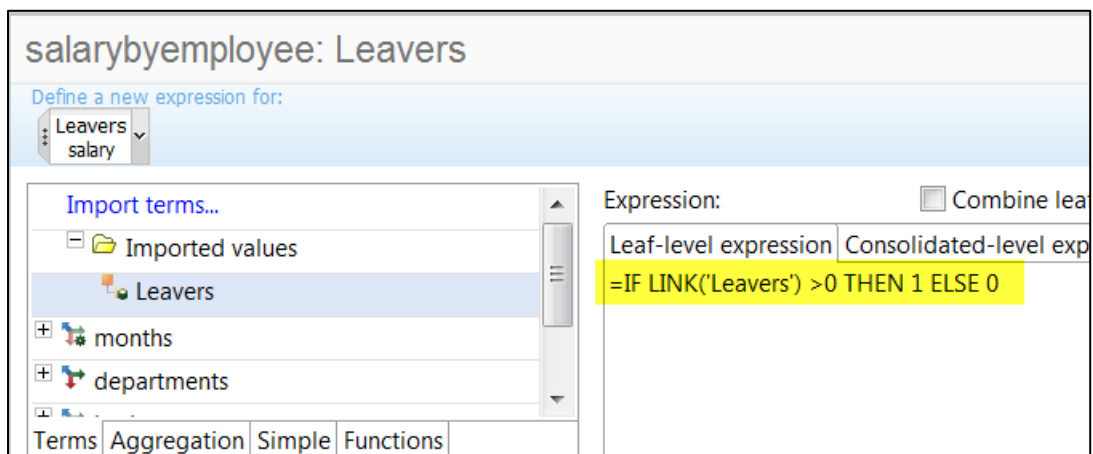 salarybyemployee: Leavers
Define a new expression for:
Leavers
salary
Import terms...
Imported values
Leavers
months
departments
Terms Aggregation Simple Functions
Expression:
Combine lea
Leaf-level expression Consolidated-level exp
=IF LINK('Leavers') >0 THEN 1 ELSE 0